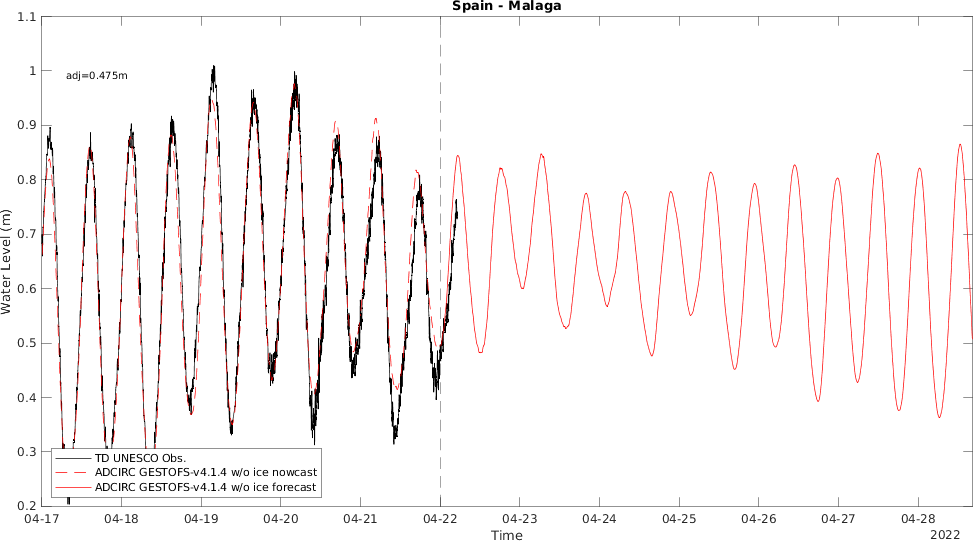 Spain - Malaga
1.1
1
0.9
0.8
0.7
0.6
0.5
0.4
0.3
0.2
Water Level (m)
adj=0.475m
TD UNESCO Obs.
ADCIRC GESTOFS-v4.1.4 w/o ice nowcast
ADCIRC GESTOFS-v4.1.4 w/o ice forecast
04-17 04-18 04-19 04-20 04-21 04-22 04-23 04-24 04-25 04-26 04-27 04-28
Time
2022